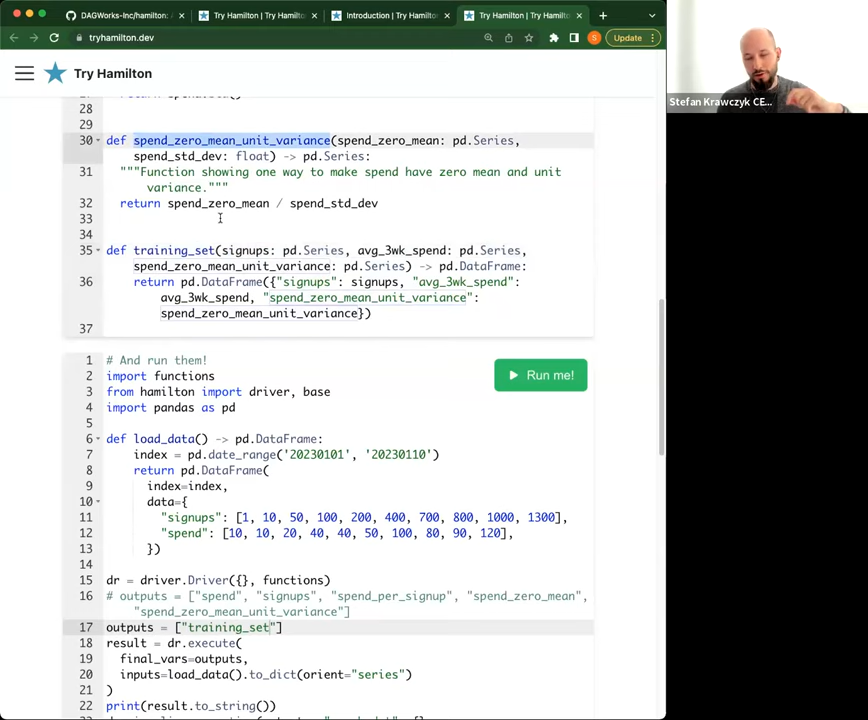 DAGWorks-Inc/hamilton: A
Try Hamilton | Try Hamilton
Introduction | Try Hamilton
Try Hamilton | Try Hamilton
tryhamilton.dev
S
Update
Try Hamilton
Stefan Krawczyk CE...
28
29
30 def spend_zero_mean_unit_variance(spend_zero_mean: pd.Series,
spend_std_dev: float) -> pd.Series:
31 """Function showing one way to make spend have zero mean and unit
variance."""
32 return spend_zero_mean / spend_std_dev
33
34
35 def training_set(signups: pd.Series, avg_3wk_spend: pd.Series,
spend_zero_mean_unit_variance: pd.Series) -> pd.DataFrame:
36 return pd.DataFrame({"signups": signups, "avg_3wk_spend":
avg_3wk_spend, "spend_zero_mean_unit_variance":
spend_zero_mean_unit_variance})
37
1 # And run them!
2 import functions
3 from hamilton import driver, base
4 import pandas as pd
5
6 def load_data() -> pd.DataFrame:
7 index = pd.date_range('20230101', '20230110')
8 return pd.DataFrame(
9 index=index,
10 data={
11 "signups": [1, 10, 50, 100, 200, 400, 700, 800, 1000, 1300],
12 "spend": [10, 10, 20, 40, 40, 50, 100, 80, 90, 120],
13 })
14
15 dr = driver.Driver({}, functions)
16 # outputs = ["spend", "signups", "spend_per_signup", "spend_zero_mean",
"spend_zero_mean_unit_variance"]
17 outputs = ["training_set"]
18 result = dr.execute(
19 final_vars=outputs,
20 inputs=load_data().to_dict(orient="series")
21 )
22 print(result.to_string())
Run me!